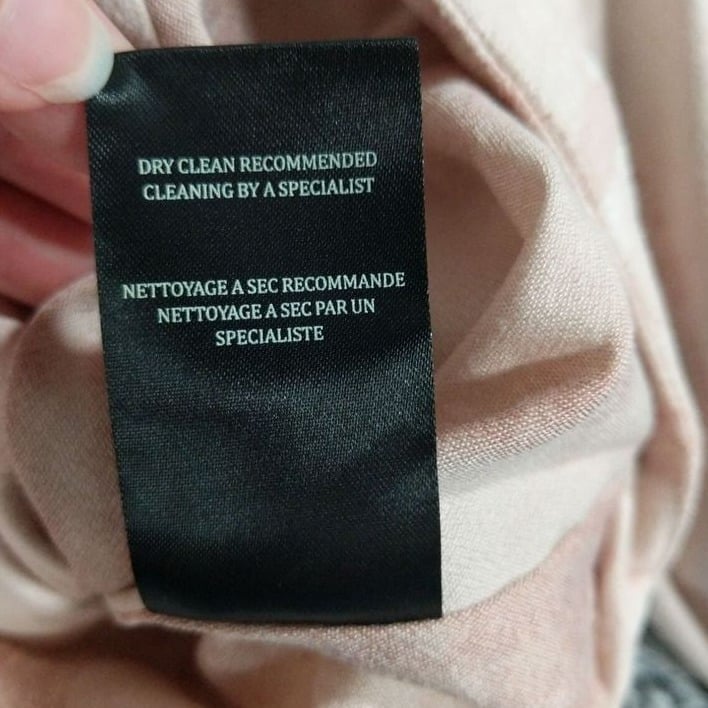 DRY CLEAN RECOMMENDED
CLEANING BY A SPECIALIST
NETTOYAGE A SEC RECOMMANDE
NETTOYAGE A SEC PAR UN
SPECIALISTE